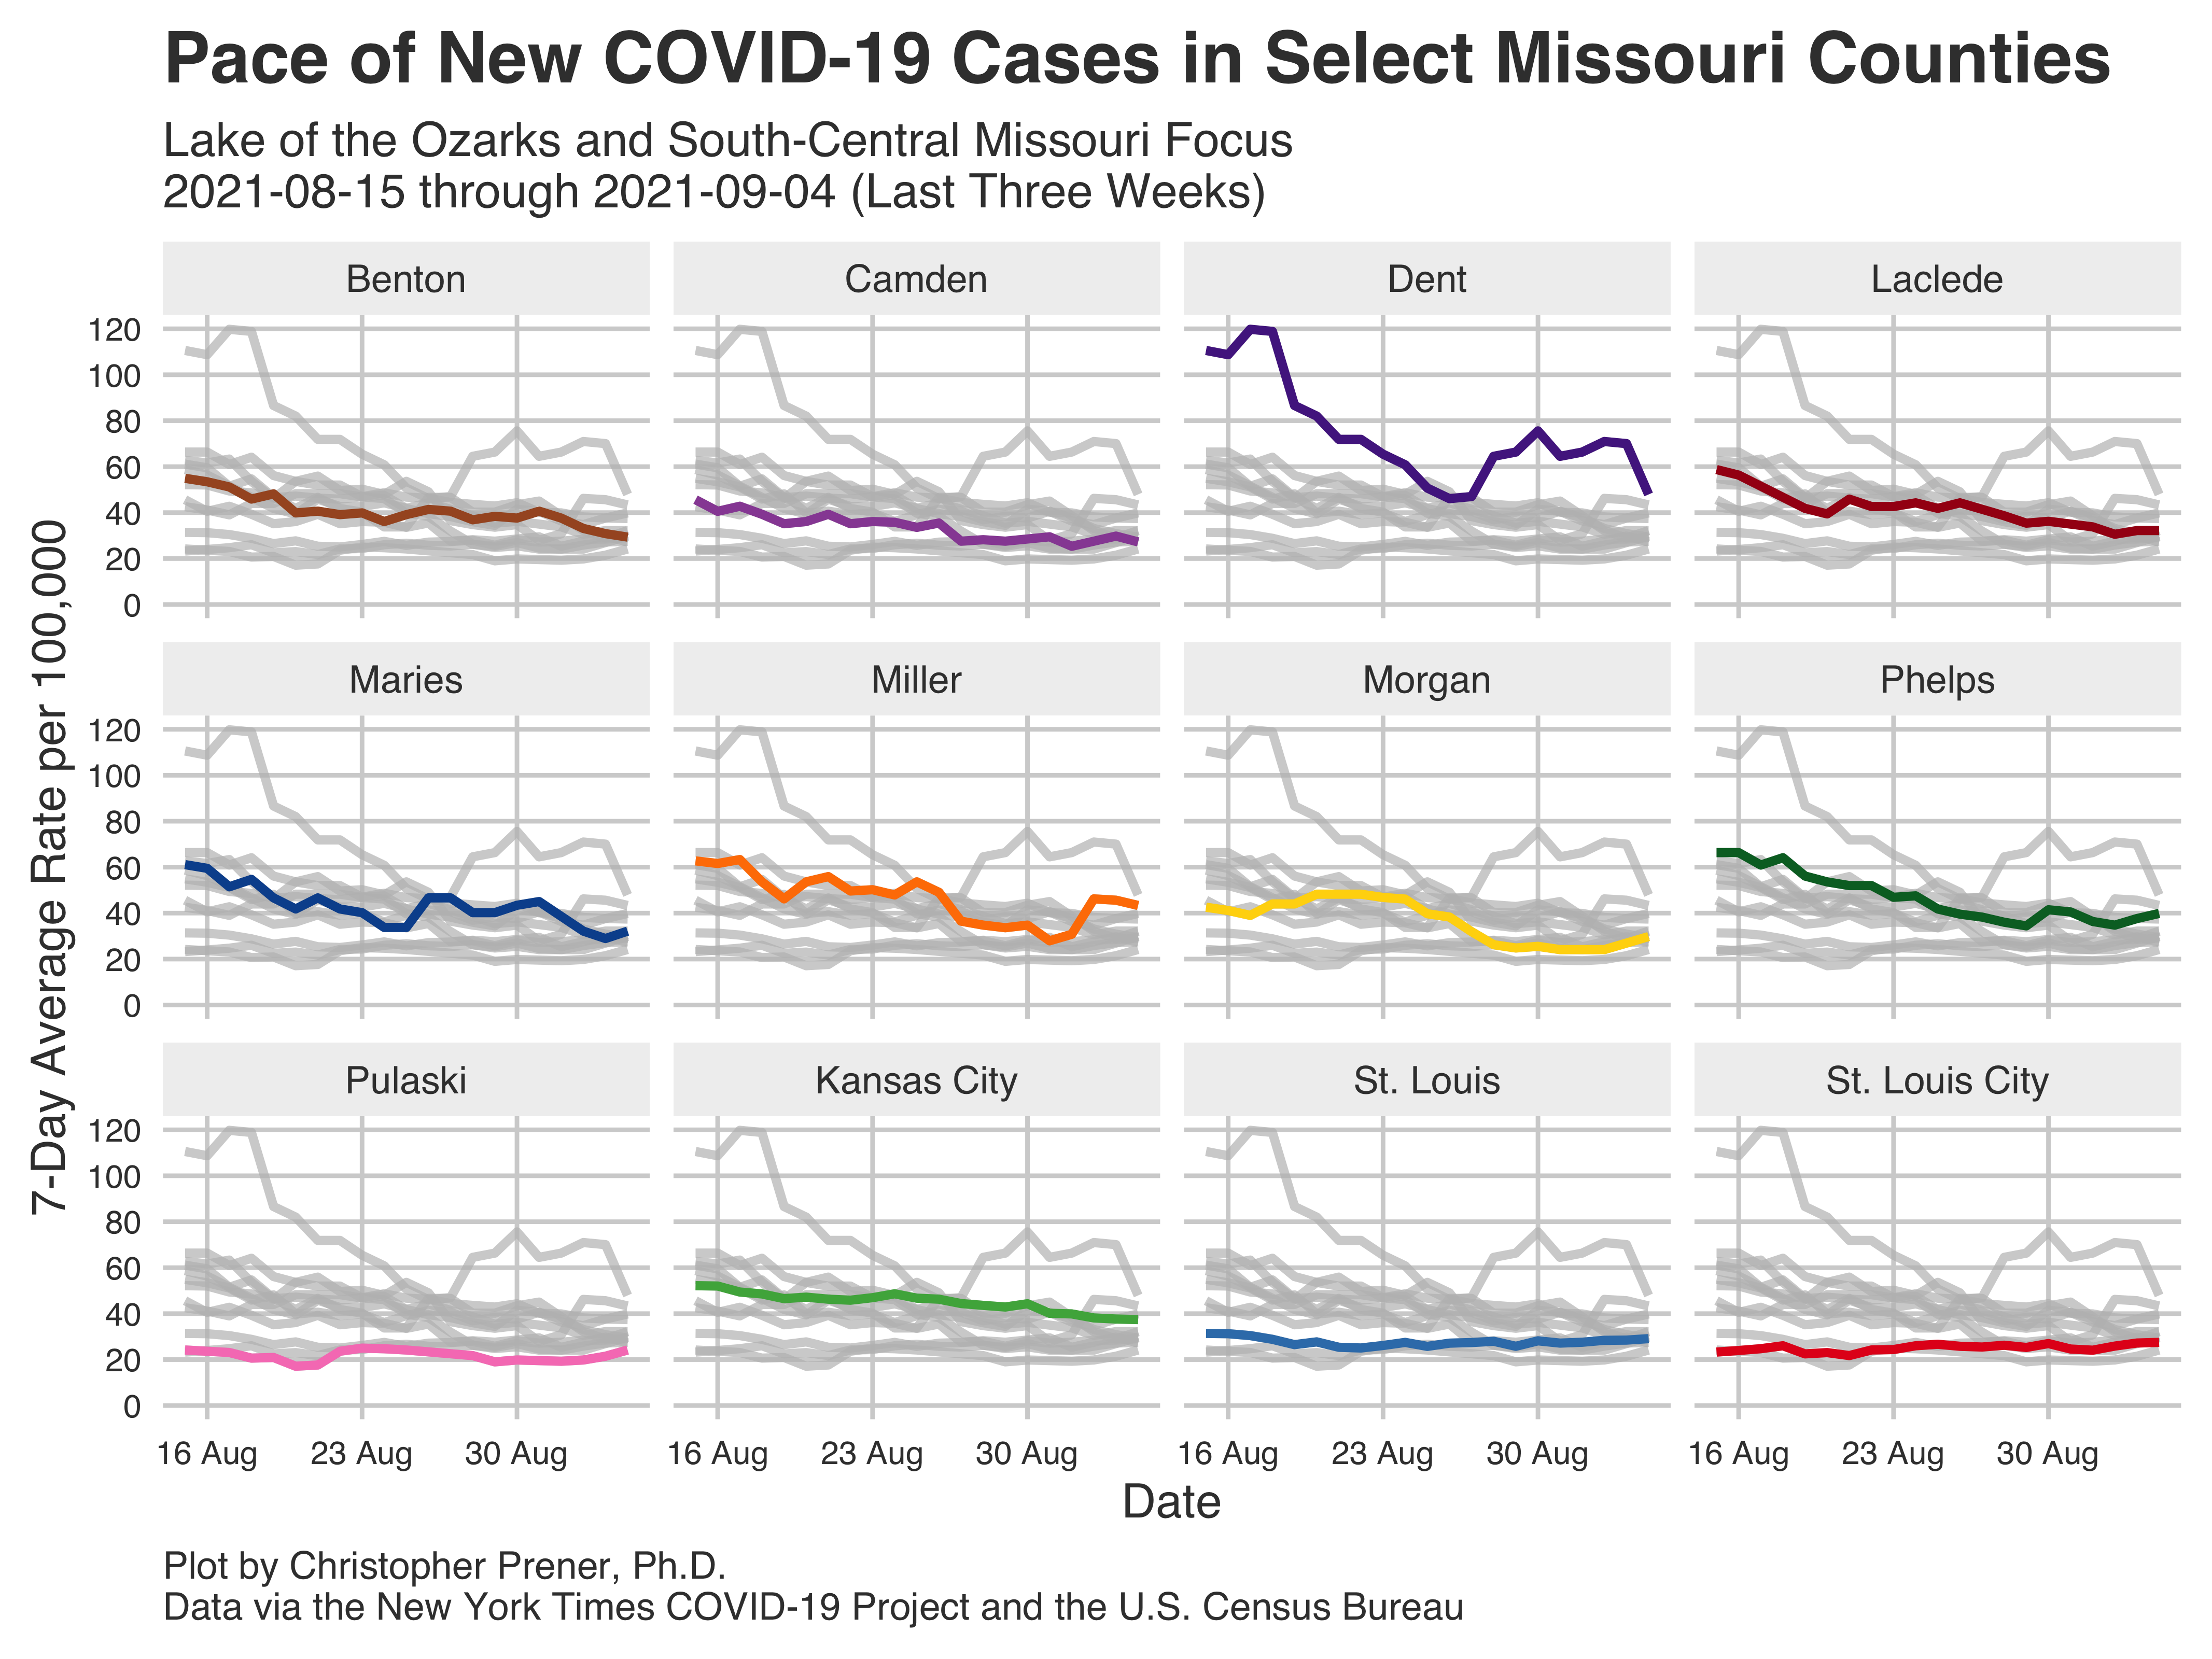 Pace of New COVID-19 Cases in Select Missouri Counties
Lake of the Ozarks and South-Central Missouri Focus
2021-08-15 through 2021-09-04 (Last Three Weeks)
7-Day Average Rate per 100,000
Benton
Camden
Dent
Laclede
120
100
80
60
40
20
0
Maries
Miller
Morgan
Phelps
120
100
80
60
40
20
0
Pulaski
Kansas City
St. Louis
St. Louis City
120
100
80
60
40
20
0
16 Aug 23 Aug 30 Aug
16 Aug 23 Aug 30 Aug
16 Aug 23 Aug 30 Aug
16 Aug 23 Aug 30 Aug
Date
Plot by Christopher Prener, Ph.D.
Data via the New York Times COVID-19 Project and the U.S. Census Bureau